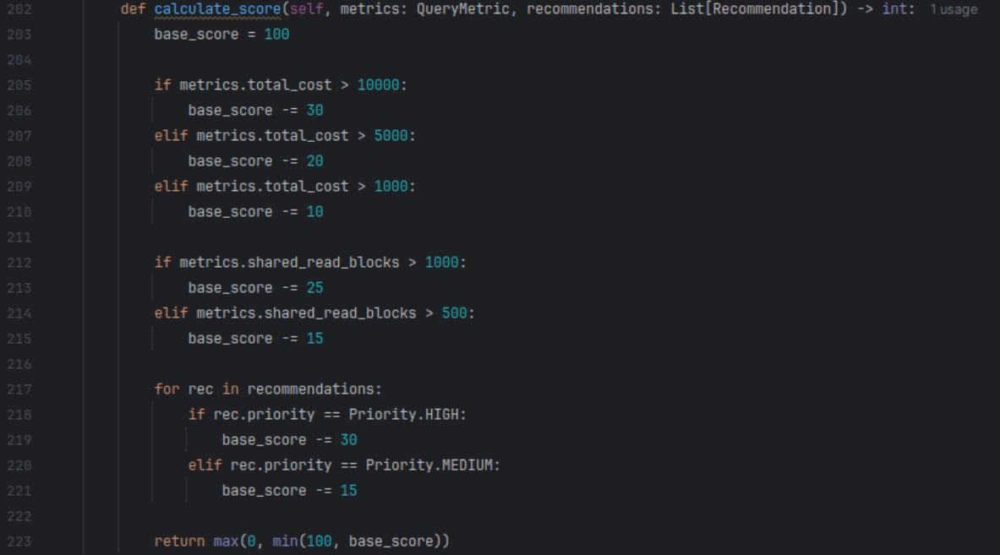 202 def calculate_score(self, metrics: QueryMetric, recommendations: List[Recommendation]) -> int: 1 usage
203 base_score = 100
204
205 if metrics.total_cost > 10000:
206 base_score -= 30
207 elif metrics.total_cost > 5000:
208 base_score -= 20
209 elif metrics.total_cost > 1000:
210 base_score -= 10
211
212 if metrics.shared_read_blocks > 1000:
213 base_score -= 25
214 elif metrics.shared_read_blocks > 500:
215 base_score -= 15
216
217 for rec in recommendations:
218 if rec.priority == Priority.HIGH:
219 base_score -= 30
220 elif rec.priority == Priority.MEDIUM:
221 base_score -= 15
222
223 return max(0, min(100, base_score))